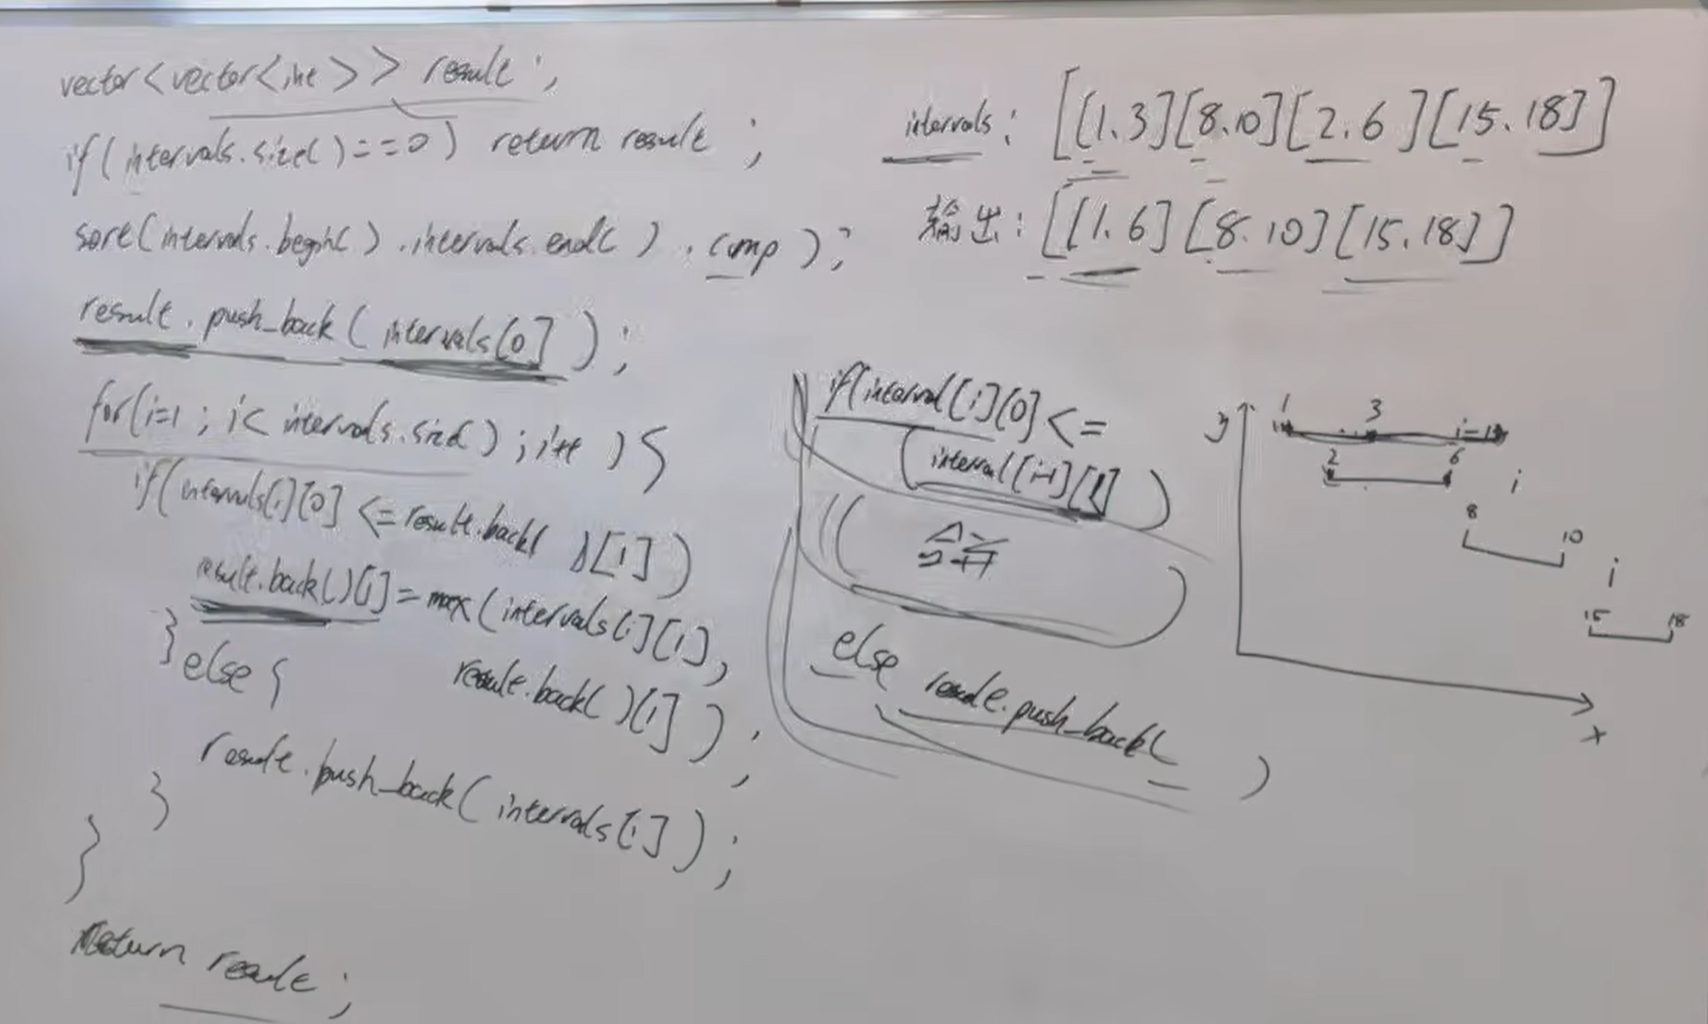 vector<vector<int>> result;
if(intervals.size()==0) return result;
sort(intervals.begin(),intervals.end(),cmp);
result.push_back(intervals[0]);
for(i=1; i< intervals.size(); i++){
if(intervals[i][0] <= result.back()[1])
result.back()[1] = max(intervals[i][1],
result.back()[1]);
}else{
result.push_back(intervals[i]);
}
}
return result;
intervals: [[1.3][8.10][2.6][15.18]]
输出: [[1.6][8.10][15.18]]
if(interval[i][0] <=
interval[i-1][1])
合并
else result.push_back( )
y
1 3
2 6
i
8 10
i
15 18
x